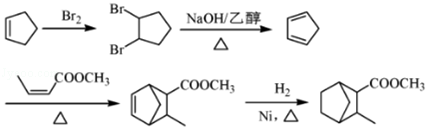 Br₂
Br
Br
NaOH/乙醇
△
COOCH₃
△
COOCH₃
H₂
Ni, △
COOCH₃